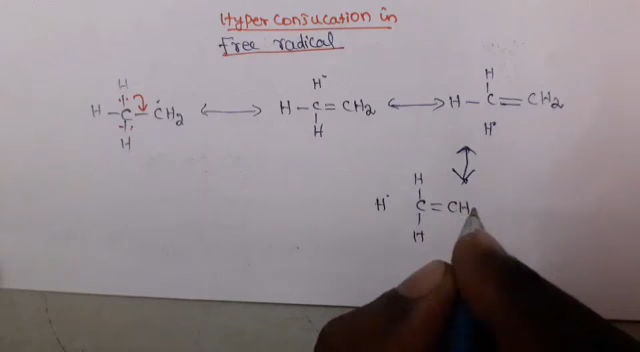 Hyper Consucation in
Free radical
H H• H
H – C – ĊH2 ⟷ H – C = CH2 ⟷ H – C = CH2
H H H•
H
H• C = CH
H